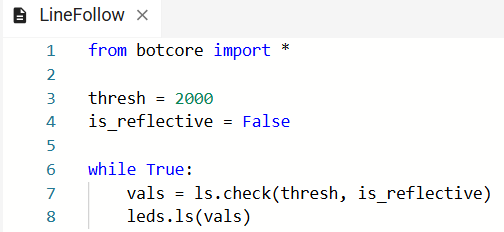 LineFollow
1 from botcore import *
2
3 thresh = 2000
4 is_reflective = False
5
6 while True:
7     vals = ls.check(thresh, is_reflective)
8     leds.ls(vals)